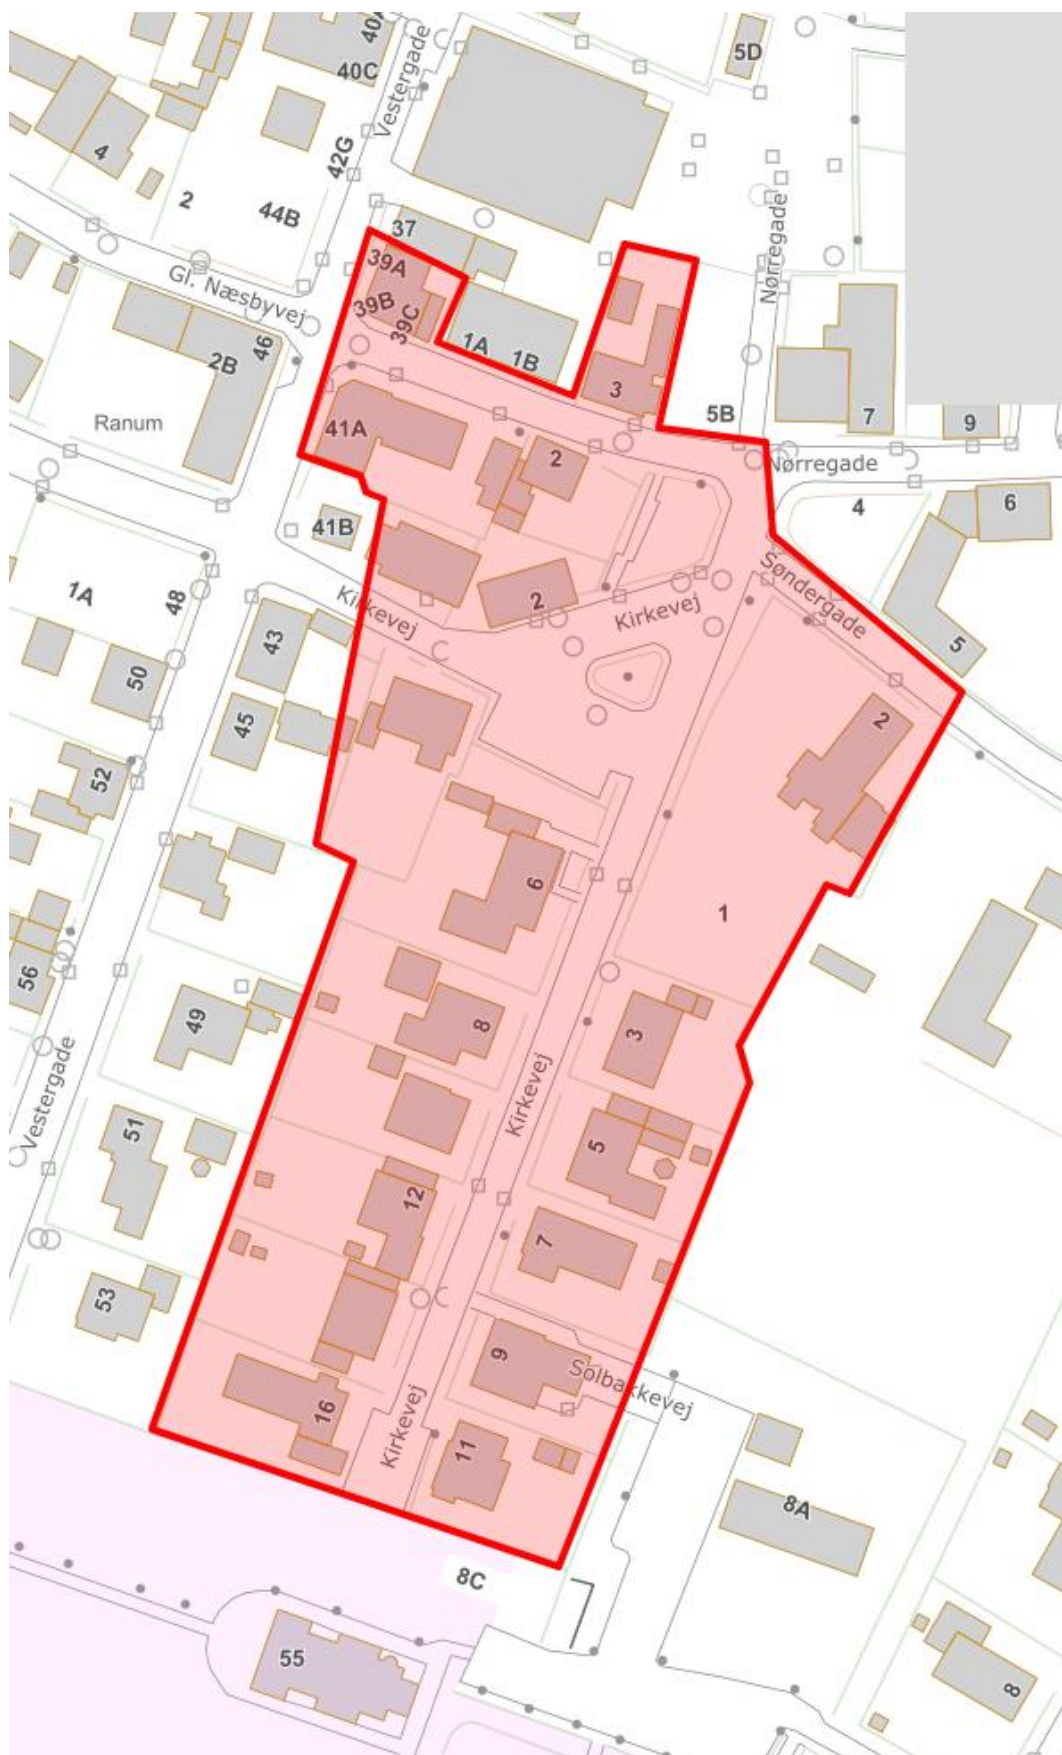 40A
5D
40C
Vestergade
4
42G
2
44B
37
39A
Nørregade
Gl. Næsbyvej
39B
39C
1A
1B
46
2B
3
5B
7
9
Ranum
41A
2
Nørregade
4
6
41B
Søndergade
1A
48
Kirkevej
2
Kirkevej
43
5
50
45
2
52
6
1
56
49
8
3
Vestergade
51
Kirkevej
5
12
7
53
9
Solbakkevej
16
Kirkevej
11
8A
8C
55
8